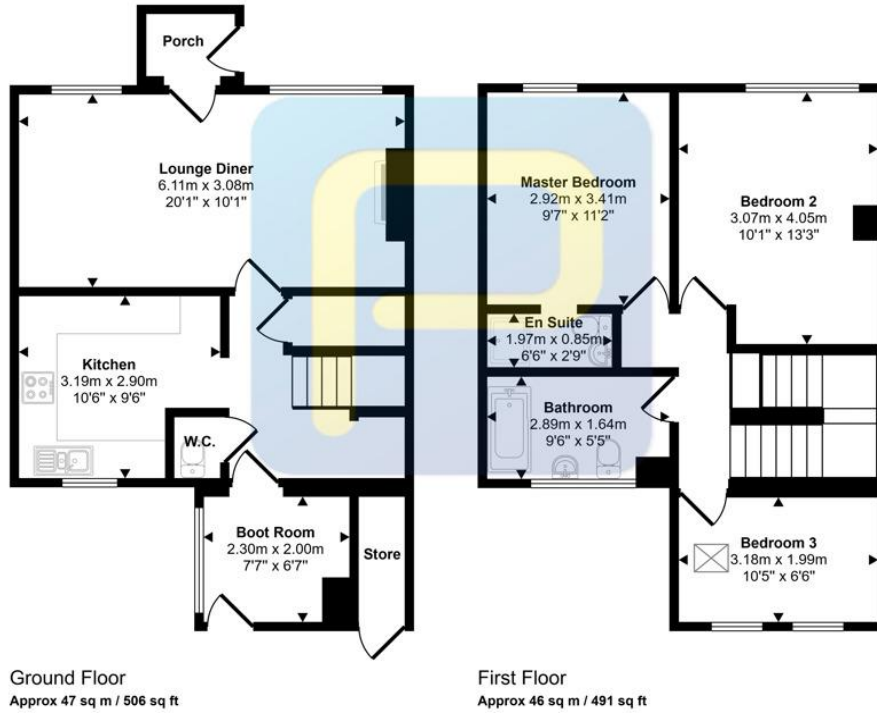 Porch
Lounge Diner
6.11m x 3.08m
20'1" x 10'1"
Kitchen
3.19m x 2.90m
10'6" x 9'6"
W.C.
Boot Room
2.30m x 2.00m
7'7" x 6'7"
Store
Ground Floor
Approx 47 sq m / 506 sq ft
Master Bedroom
2.92m x 3.41m
9'7" x 11'2"
Bedroom 2
3.07m x 4.05m
10'1" x 13'3"
En Suite
1.97m x 0.85m
6'6" x 2'9"
Bathroom
2.89m x 1.64m
9'6" x 5'5"
Bedroom 3
3.18m x 1.99m
10'5" x 6'6"
First Floor
Approx 46 sq m / 491 sq ft